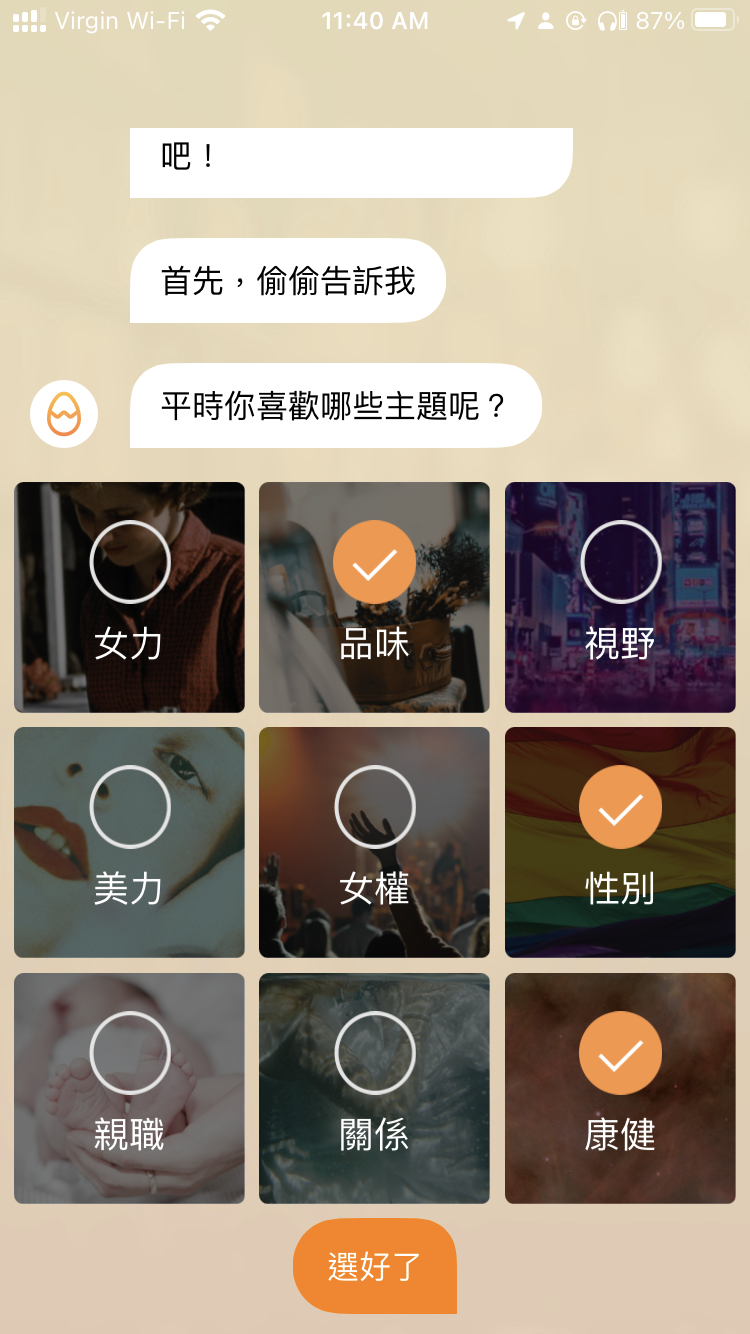 Virgin Wi-Fi
11:40 AM
87%
吧！
首先，偷偷告訴我
平時你喜歡哪些主題呢？
女力
品味
視野
美力
女權
性別
親職
關係
康健
選好了